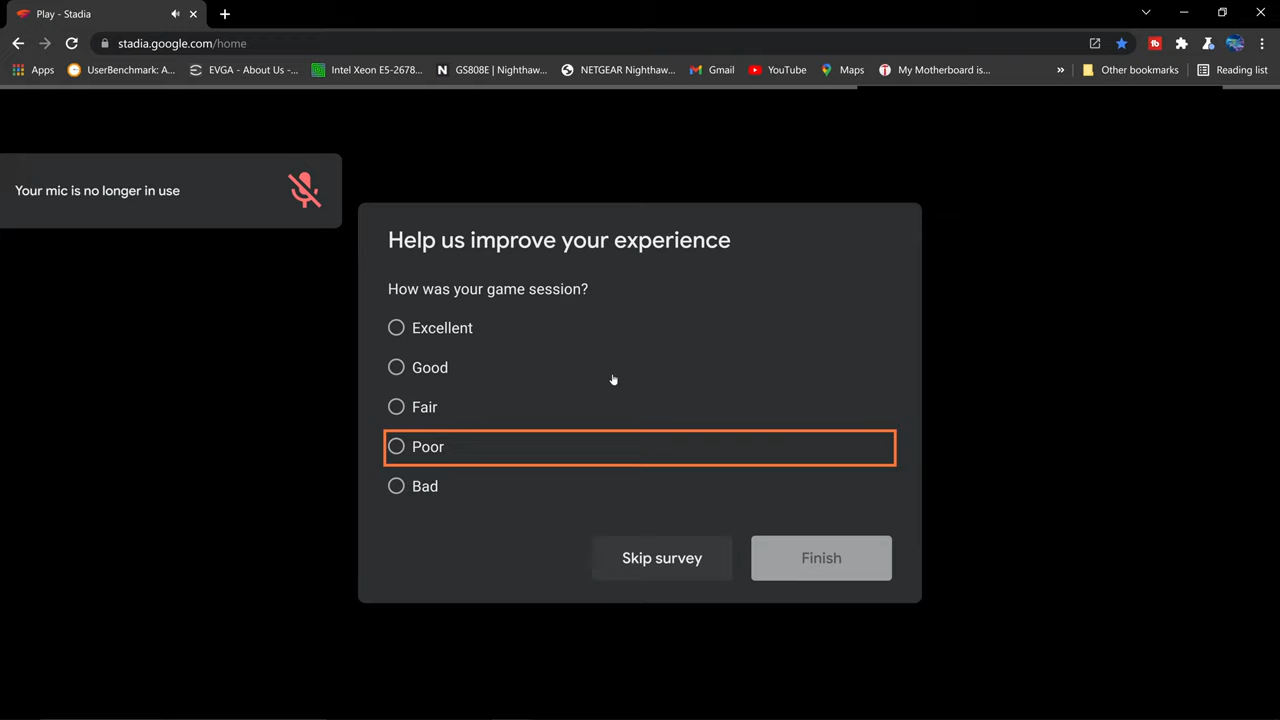 Play - Stadia
stadia.google.com/home
Apps UserBenchmark: A... EVGA - About Us -... Intel Xeon E5-2678... GS808E | Nighthaw... NETGEAR Nighthaw... Gmail YouTube Maps My Motherboard is... » Other bookmarks Reading list
Your mic is no longer in use
Help us improve your experience
How was your game session?
Excellent
Good
Fair
Poor
Bad
Skip survey Finish